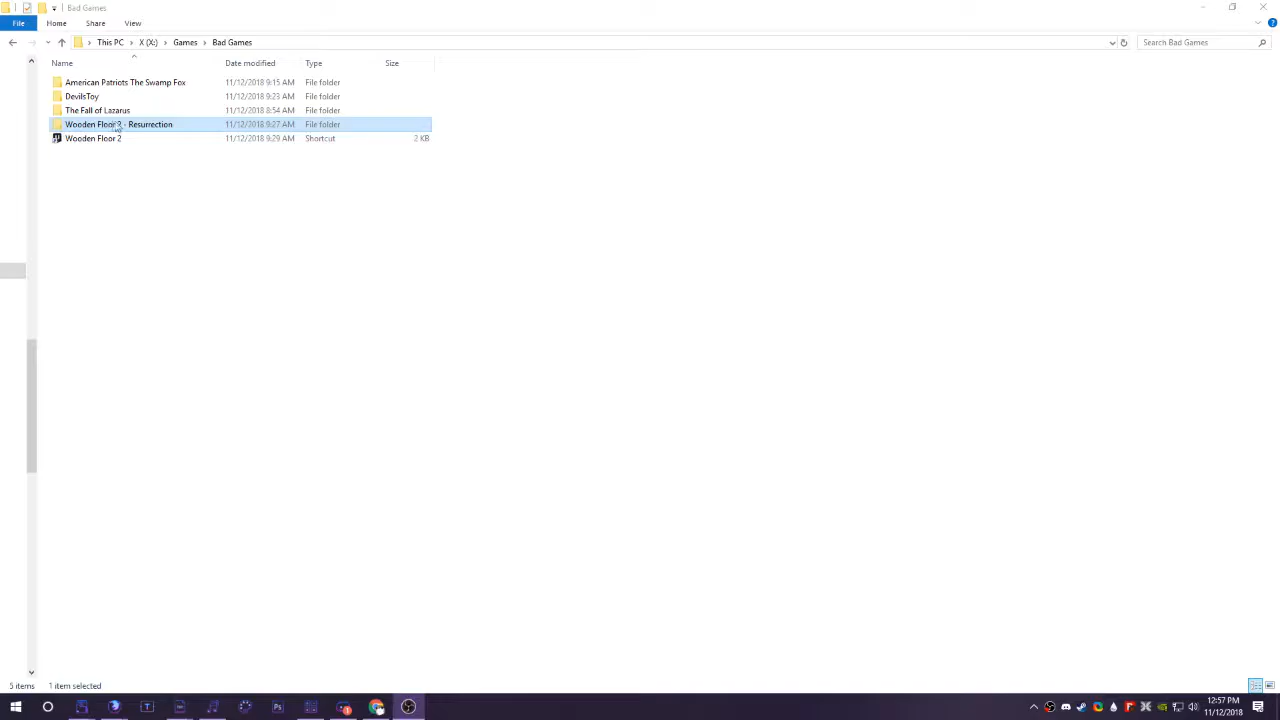 Bad Games
File Home Share View
This PC X (X:) Games Bad Games Search Bad Games
Name Date modified Type Size
American Patriots The Swamp Fox 11/12/2018 9:15 AM File folder
DevilsToy 11/12/2018 9:23 AM File folder
The Fall of Lazarus 11/12/2018 8:54 AM File folder
Wooden Floor 2 - Resurrection 11/12/2018 9:27 AM File folder
Wooden Floor 2 11/12/2018 9:29 AM Shortcut 2 KB
5 items 1 item selected
12:57 PM
11/12/2018